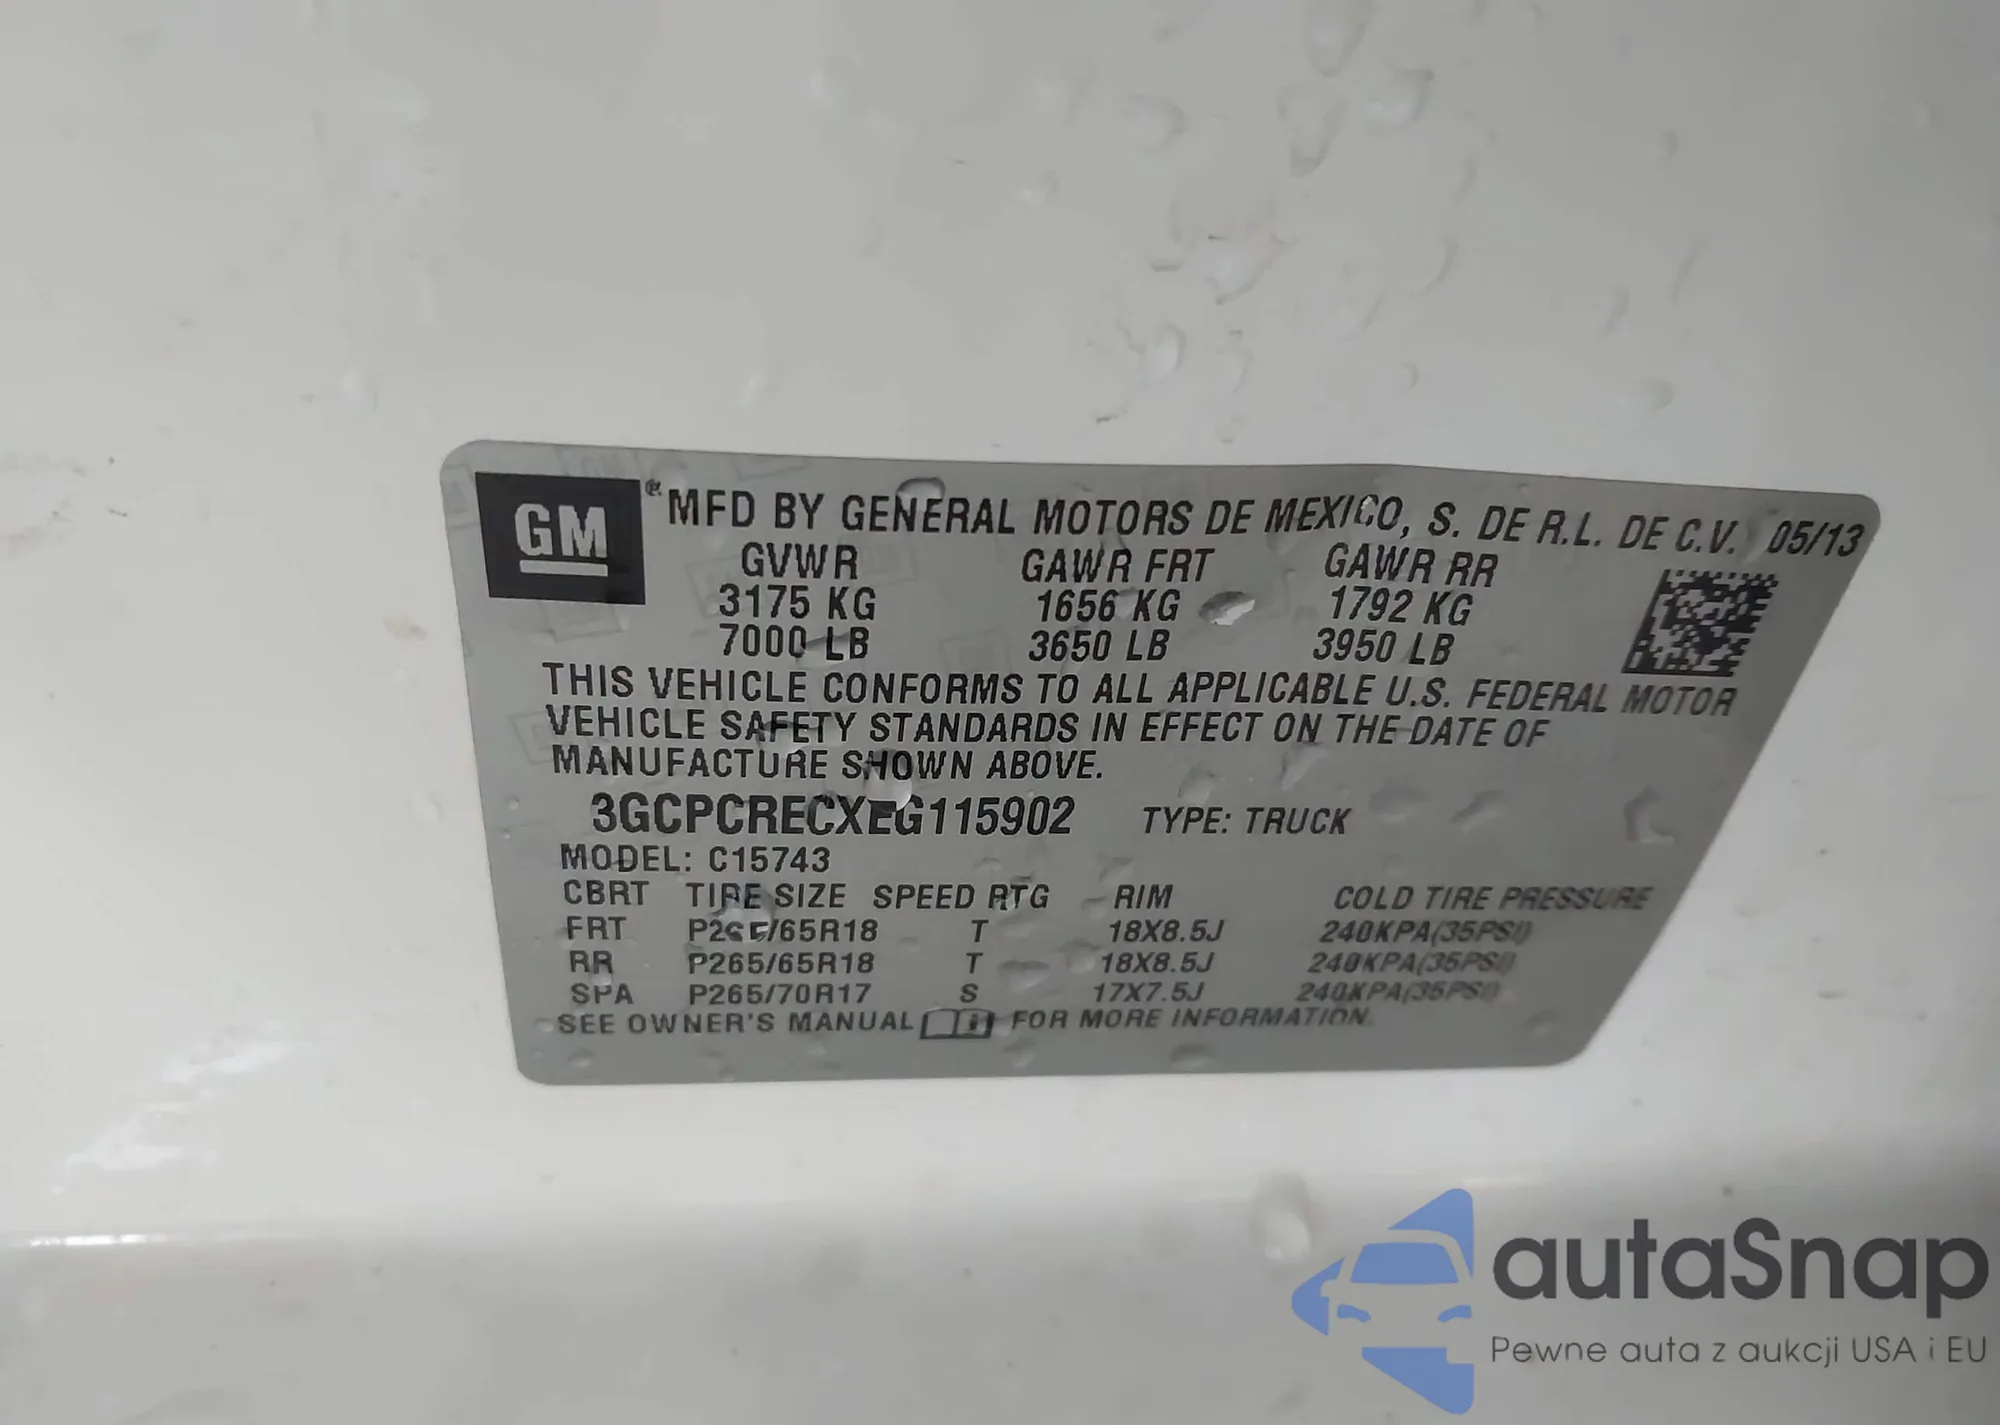 GM ® MFD BY GENERAL MOTORS DE MEXICO, S. DE R.L. DE C.V. 05/13
GVWR GAWR FRT GAWR RR
3175 KG 1656 KG 1792 KG
7000 LB 3650 LB 3950 LB
THIS VEHICLE CONFORMS TO ALL APPLICABLE U.S. FEDERAL MOTOR
VEHICLE SAFETY STANDARDS IN EFFECT ON THE DATE OF
MANUFACTURE SHOWN ABOVE.
3GCPCRECXEG115902 TYPE: TRUCK
MODEL: C15743
CBRT TIRE SIZE SPEED RTG RIM COLD TIRE PRESSURE
FRT P265/65R18 T 18X8.5J 240KPA(35PSI)
RR P265/65R18 T 18X8.5J 240KPA(35PSI)
SPA P265/70R17 S 17X7.5J 240KPA(35PSI)
SEE OWNER'S MANUAL FOR MORE INFORMATION.
autaSnap
Pewne auta z aukcji USA i EU